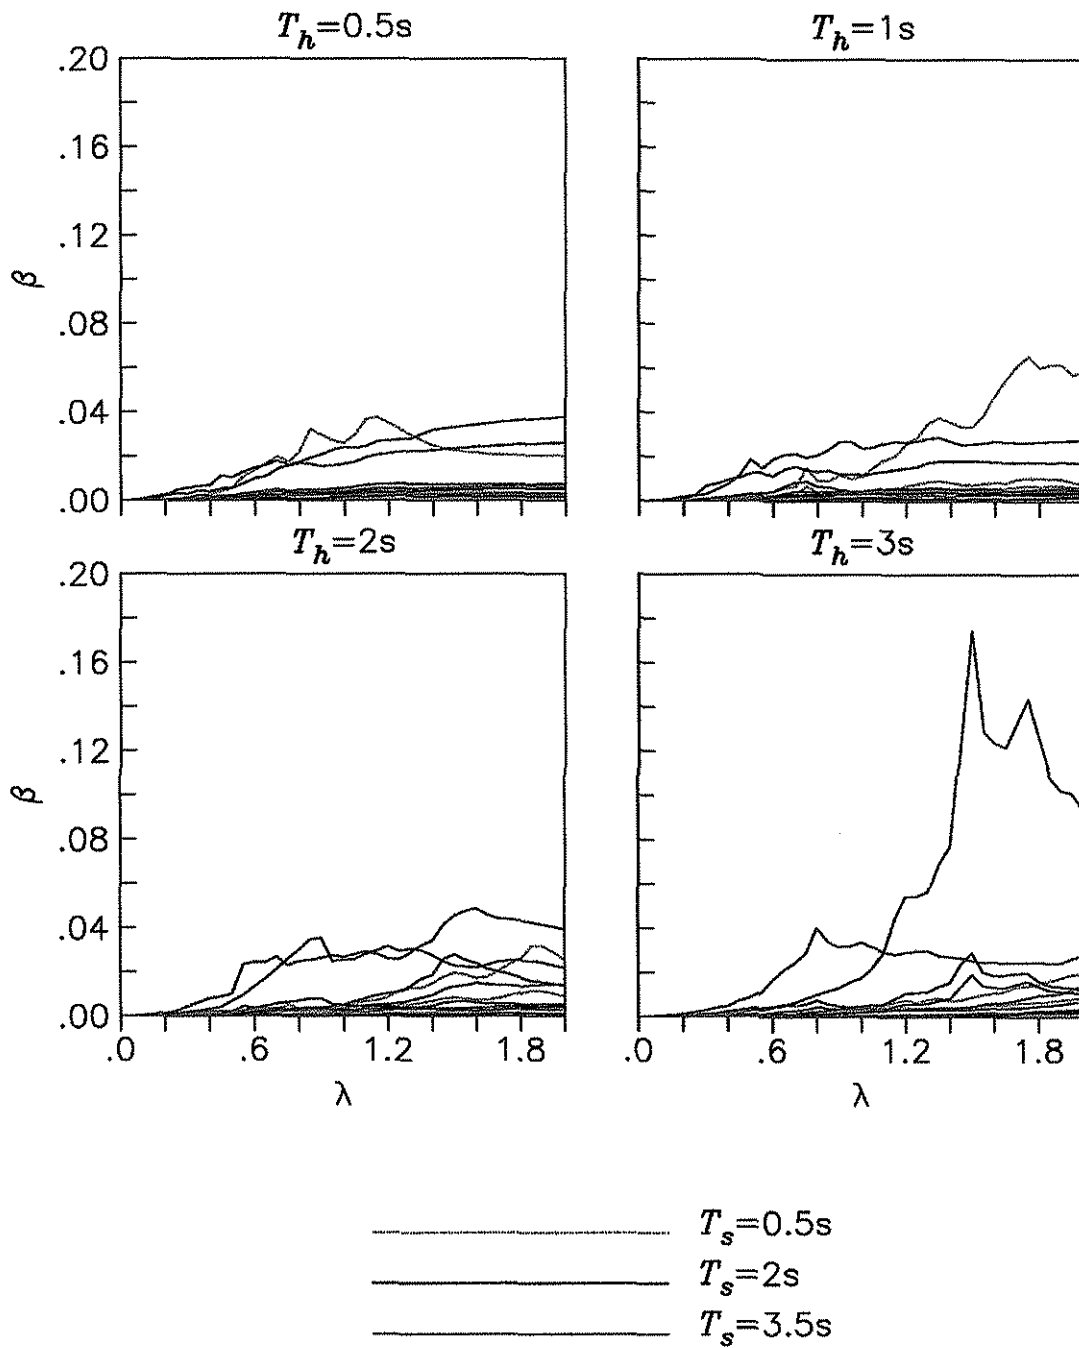 T_h=0.5s T_h=1s
.20
.16
.12
β
.08
.04
.00
T_h=2s T_h=3s
.20
.16
.12
β
.08
.04
.00
.0 .6 1.2 1.8 .0 .6 1.2 1.8
λ λ
T_s=0.5s
T_s=2s
T_s=3.5s